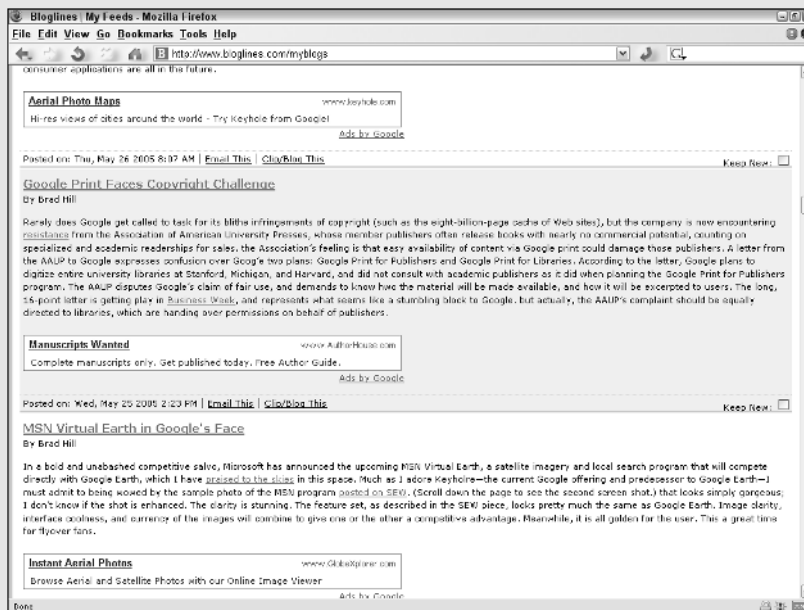 Bloglines | My Feeds - Mozilla Firefox
File Edit View Go Bookmarks Tools Help
http://www.bloglines.com/myblogs
consumer applications are all in the future.
Aerial Photo Maps www.keyhole.com
Hi-res views of cities around the world - Try Keyhole from Google!
Ads by Google
Posted on: Thu, May 26 2005 8:07 AM | Email This | Clip/Blog This Keep New:
Google Print Faces Copyright Challenge
By Brad Hill
Rarely does Google get called to task for its blithe infringements of copyright (such as the eight-billion-page cache of Web sites), but the company is now encountering
resistance from the Association of American University Presses, whose member publishers often release books with nearly no commercial potential, counting on
specialized and academic readerships for sales. the Association's feeling is that easy availability of content via Google print could damage those publishers. A letter from
the AAUP to Google expresses confusion over Goog'e two plans: Google Print for Publishers and Google Print for Libraries. According to the letter, Google plans to
digitize entire university libraries at Stanford, Michigan, and Harvard, and did not consult with academic publishers as it did when planning the Google Print for Publishers
program. The AAUP disputes Google's claim of fair use, and demands to know hwo the material will be made available, and how it will be excerpted to users. The long,
16-point letter is getting play in Business Week, and represents what seems like a stumbling block to Google. but actually, the AAUP's complaint should be equally
directed to libraries, which are handing over permissions on behalf of publishers.
Manuscripts Wanted www.AuthorHouse.com
Complete manuscripts only. Get published today. Free Author Guide.
Ads by Google
Posted on: Wed, May 25 2005 2:23 PM | Email This | Clip/Blog This Keep New:
MSN Virtual Earth in Google's Face
By Brad Hill
In a bold and unabashed competitive salvo, Microsoft has announced the upcoming MSN Virtual Earth, a satellite imagery and local search program that will compete
directly with Google Earth, which I have praised to the skies in this space. Much as I adore Keyhole—the current Google offering and predecessor to Google Earth—I
must admit to being wowed by the sample photo of the MSN program posted on SEW. (Scroll down the page to see the second screen shot.) that looks simply gorgeous;
I don't know if the shot is enhanced. The clarity is stunning. The feature set, as described in the SEW piece, looks pretty much the same as Google Earth. Image clarity,
interface coolness, and currency of the images will combine to give one or the other a competitive advantage. Meanwhile, it is all golden for the user. This a great time
for flyover fans.
Instant Aerial Photos www.GlobeXplorer.com
Browse Aerial and Satellite Photos with our Online Image Viewer
Ads by Google
Done